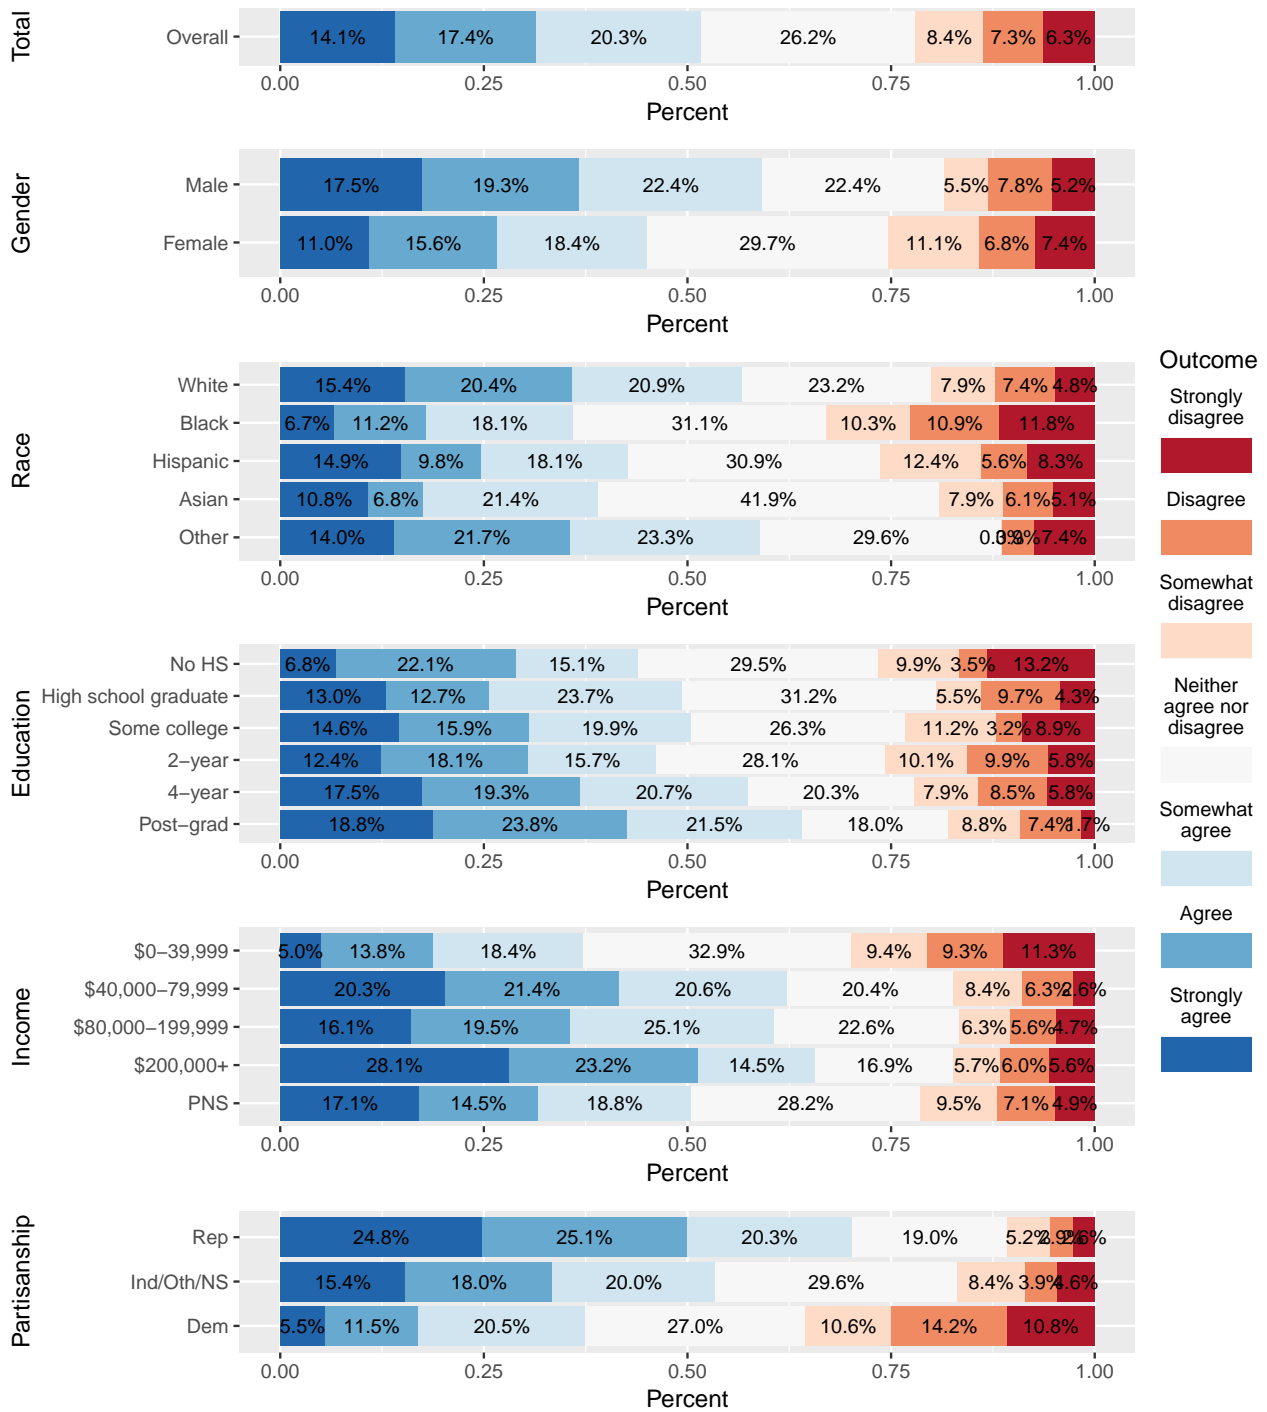 Total
Overall 14.1% 17.4% 20.3% 26.2% 8.4% 7.3% 6.3%
0.00 0.25 0.50 0.75 1.00
Percent
Gender
Male 17.5% 19.3% 22.4% 22.4% 5.5% 7.8% 5.2%
Female 11.0% 15.6% 18.4% 29.7% 11.1% 6.8% 7.4%
0.00 0.25 0.50 0.75 1.00
Percent
Race
White 15.4% 20.4% 20.9% 23.2% 7.9% 7.4% 4.8%
Black 6.7% 11.2% 18.1% 31.1% 10.3% 10.9% 11.8%
Hispanic 14.9% 9.8% 18.1% 30.9% 12.4% 5.6% 8.3%
Asian 10.8% 6.8% 21.4% 41.9% 7.9% 6.1% 5.1%
Other 14.0% 21.7% 23.3% 29.6% 7.4%
0.00 0.25 0.50 0.75 1.00
Percent
Education
No HS 6.8% 22.1% 15.1% 29.5% 9.9% 3.5% 13.2%
High school graduate 13.0% 12.7% 23.7% 31.2% 5.5% 9.7% 4.3%
Some college 14.6% 15.9% 19.9% 26.3% 11.2% 3.2% 8.9%
2−year 12.4% 18.1% 15.7% 28.1% 10.1% 9.9% 5.8%
4−year 17.5% 19.3% 20.7% 20.3% 7.9% 8.5% 5.8%
Post−grad 18.8% 23.8% 21.5% 18.0% 8.8% 7.4% 1.7%
0.00 0.25 0.50 0.75 1.00
Percent
Income
$0−39,999 5.0% 13.8% 18.4% 32.9% 9.4% 9.3% 11.3%
$40,000−79,999 20.3% 21.4% 20.6% 20.4% 8.4% 6.3% 2.6%
$80,000−199,999 16.1% 19.5% 25.1% 22.6% 6.3% 5.6% 4.7%
$200,000+ 28.1% 23.2% 14.5% 16.9% 5.7% 6.0% 5.6%
PNS 17.1% 14.5% 18.8% 28.2% 9.5% 7.1% 4.9%
0.00 0.25 0.50 0.75 1.00
Percent
Partisanship
Rep 24.8% 25.1% 20.3% 19.0% 5.2% 2.9% 2.6%
Ind/Oth/NS 15.4% 18.0% 20.0% 29.6% 8.4% 3.9% 4.6%
Dem 5.5% 11.5% 20.5% 27.0% 10.6% 14.2% 10.8%
0.00 0.25 0.50 0.75 1.00
Percent
Outcome
Strongly
disagree
Disagree
Somewhat
disagree
Neither
agree nor
disagree
Somewhat
agree
Agree
Strongly
agree